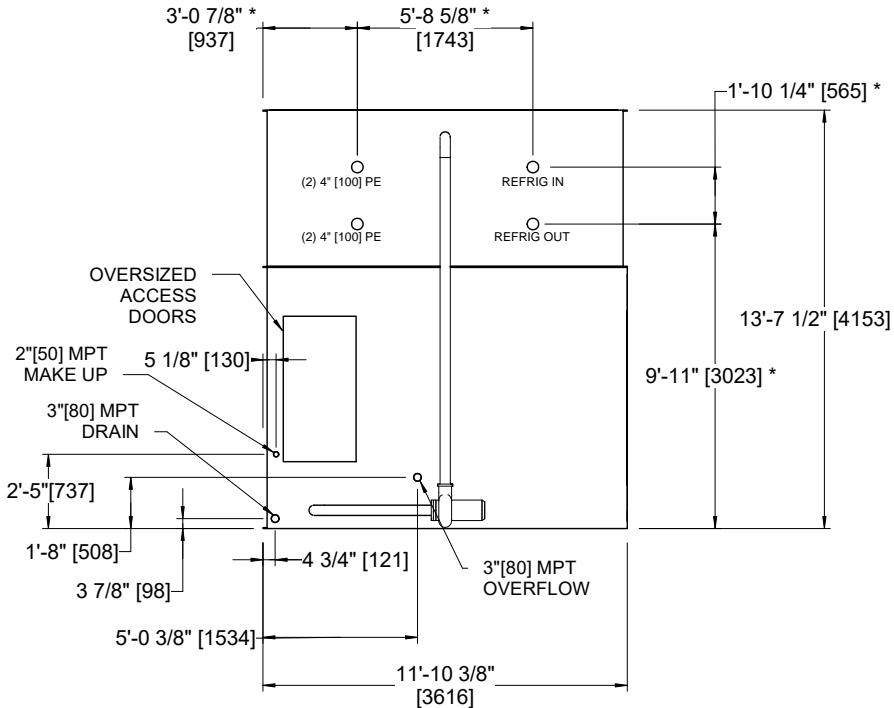 3'-0 7/8" *
[937]
5'-8 5/8" *
[1743]
1'-10 1/4" [565] *
(2) 4" [100] PE
REFRIG IN
(2) 4" [100] PE
REFRIG OUT
OVERSIZED
ACCESS
DOORS
13'-7 1/2" [4153]
2"[50] MPT
MAKE UP
5 1/8" [130]
9'-11" [3023] *
3"[80] MPT
DRAIN
2'-5"[737]
1'-8" [508]
4 3/4" [121]
3"[80] MPT
OVERFLOW
3 7/8" [98]
5'-0 3/8" [1534]
11'-10 3/8"
[3616]